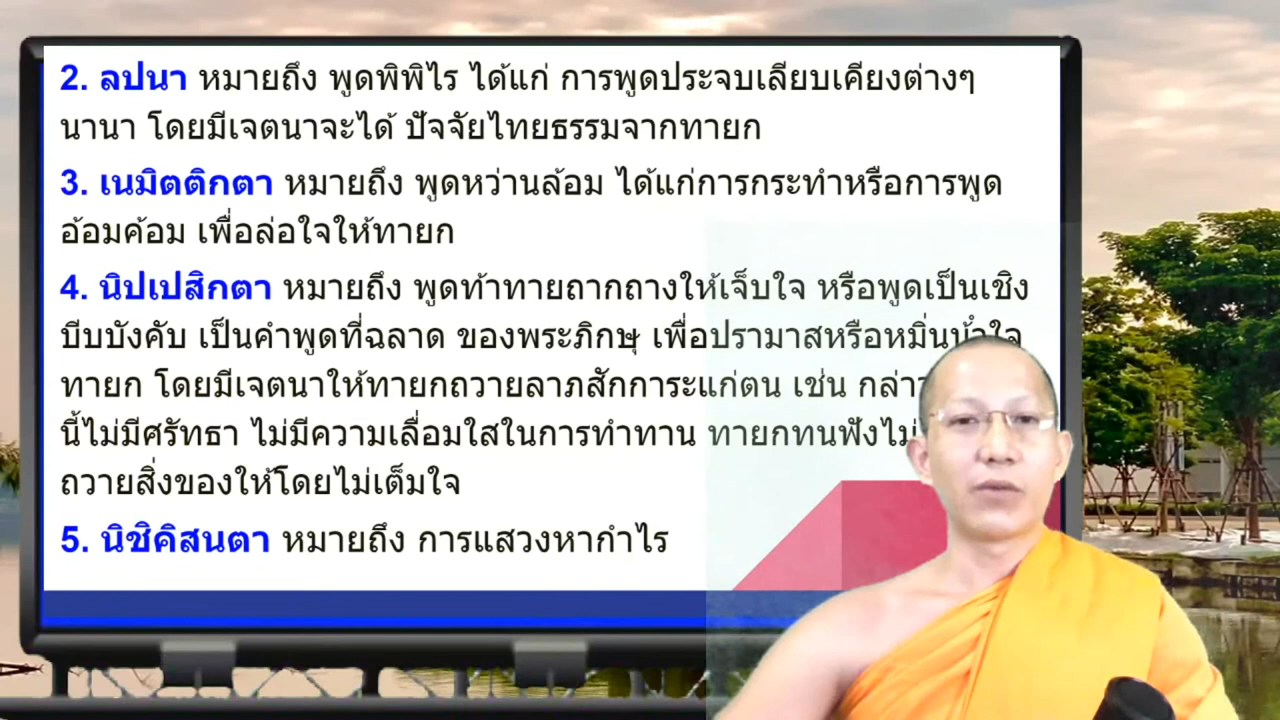 2. ลปนา หมายถึง พูดพิพิไร ได้แก่ การพูดประจบเลียบเคียงต่างๆ
นานา โดยมีเจตนาจะได้ ปัจจัยไทยธรรมจากทายก
3. เนมิตติกตา หมายถึง พูดหว่านล้อม ได้แก่การกระทำหรือการพูด
อ้อมค้อม เพื่อล่อใจให้ทายก
4. นิปเปสิกตา หมายถึง พูดท้าทายถากถางให้เจ็บใจ หรือพูดเป็นเชิง
บีบบังคับ เป็นคำพูดที่ฉลาด ของพระภิกษุ เพื่อปรามาสหรือหมิ่นน้ำใจ
ทายก โดยมีเจตนาให้ทายกถวายลาภสักการะแก่ตน เช่น
นี้ไม่มีศรัทธา ไม่มีความเลื่อมใสในการทำทาน ทายกทนฟังไม่
ถวายสิ่งของให้โดยไม่เต็มใจ
5. นิชิคิสนตา หมายถึง การแสวงหากำไร